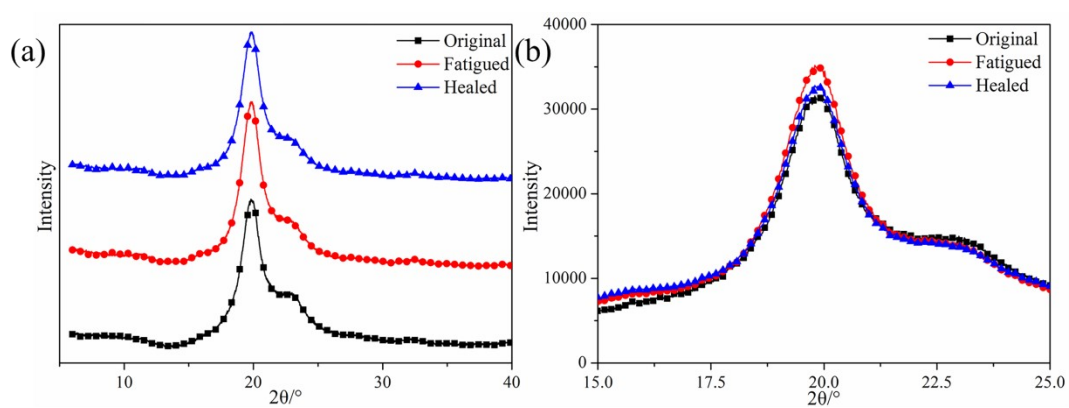 (a)
Intensity
Original
Fatigued
Healed
10
20
30
40
2θ/°
(b)
Intensity
40000
30000
20000
10000
0
Original
Fatigued
Healed
15.0
17.5
20.0
22.5
25.0
2θ/°